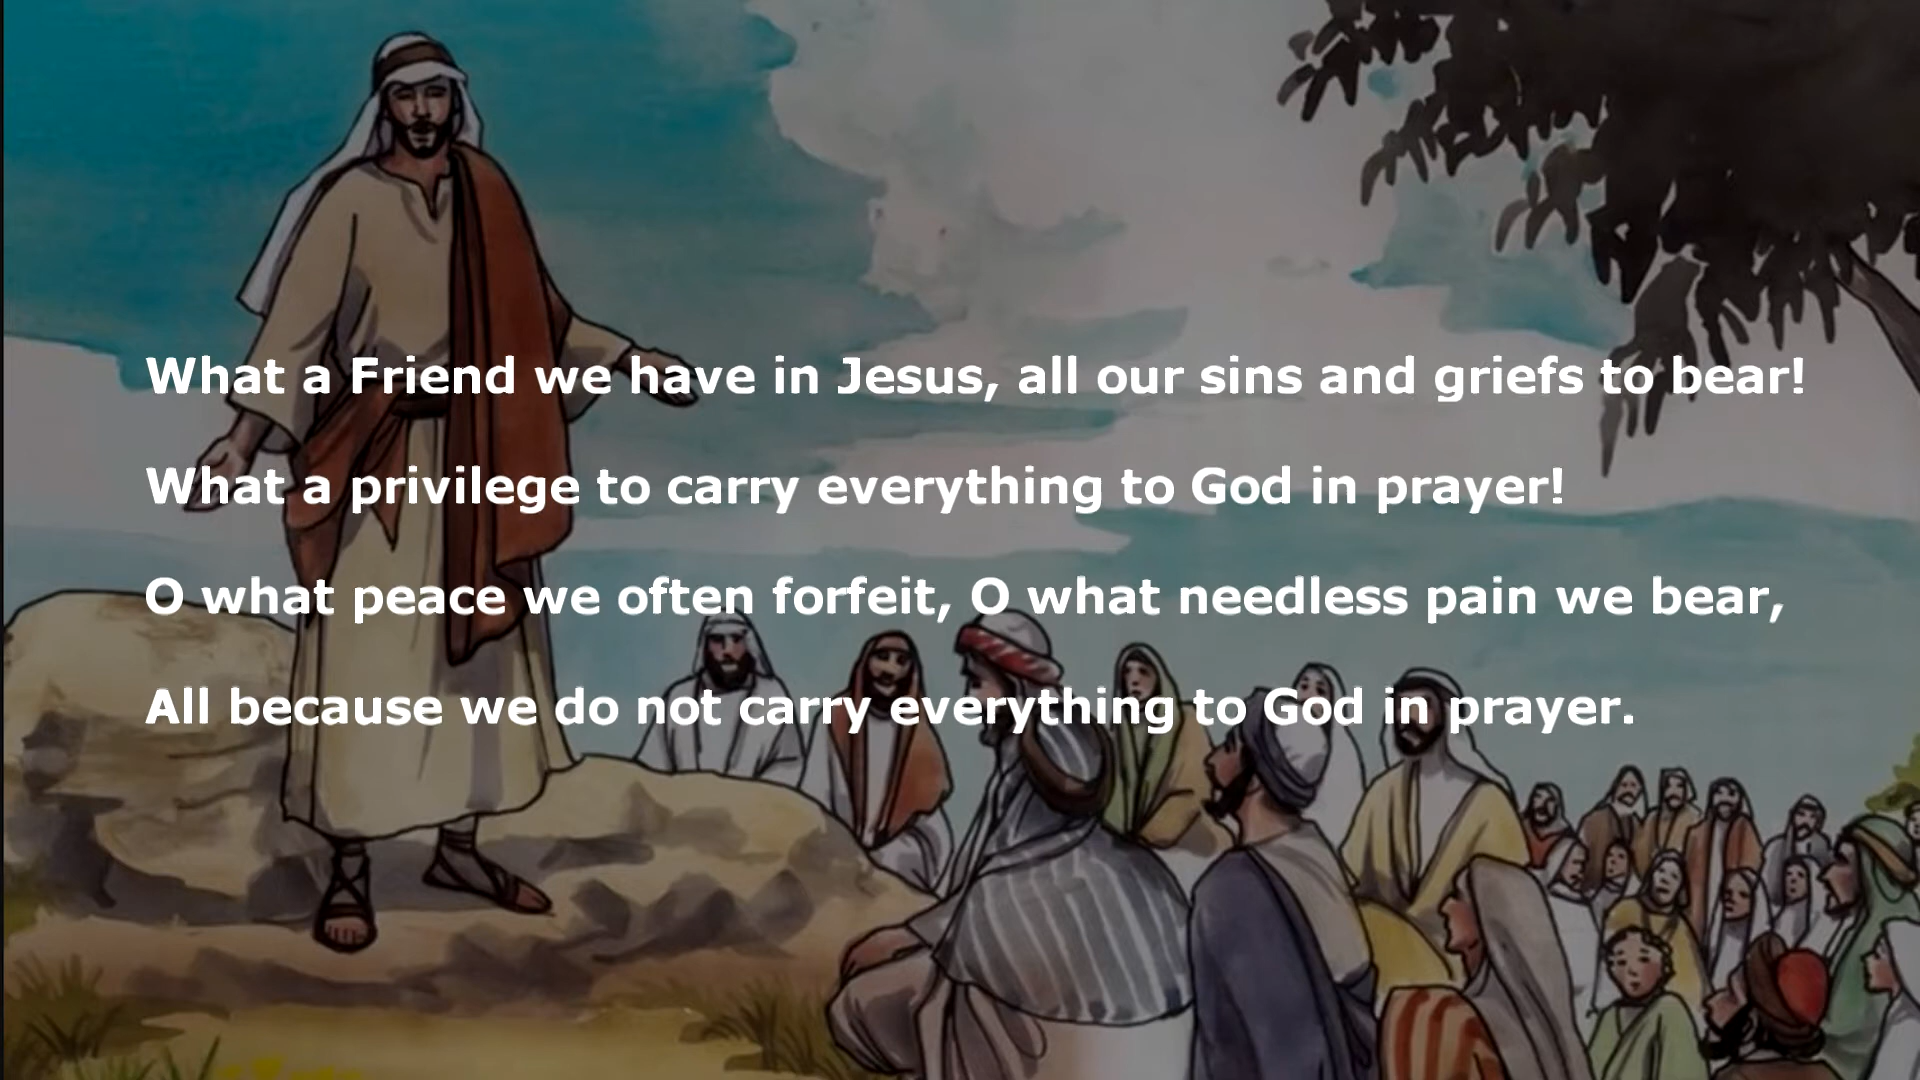 What a Friend we have in Jesus, all our sins and griefs to bear!
What a privilege to carry everything to God in prayer!
O what peace we often forfeit, O what needless pain we bear,
All because we do not carry everything to God in prayer.